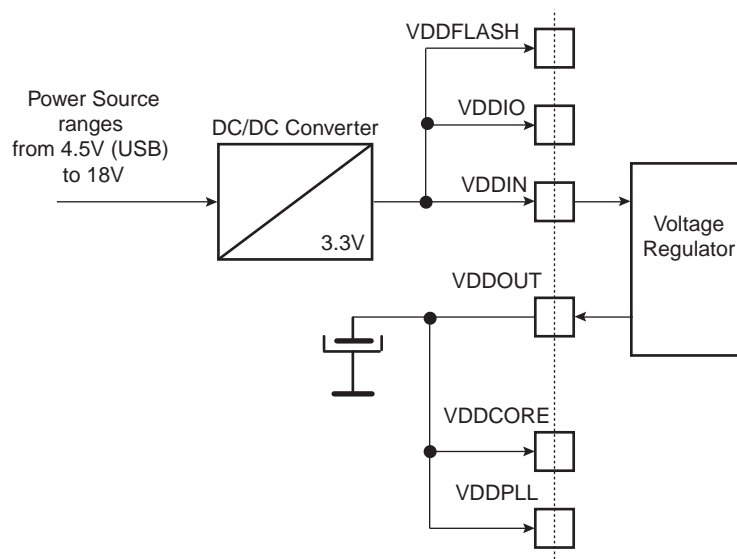 VDDFLASH
Power Source
ranges
from 4.5V (USB)
to 18V
DC/DC Converter
3.3V
VDDIO
VDDIN
Voltage
Regulator
VDDOUT
VDDCORE
VDDPLL